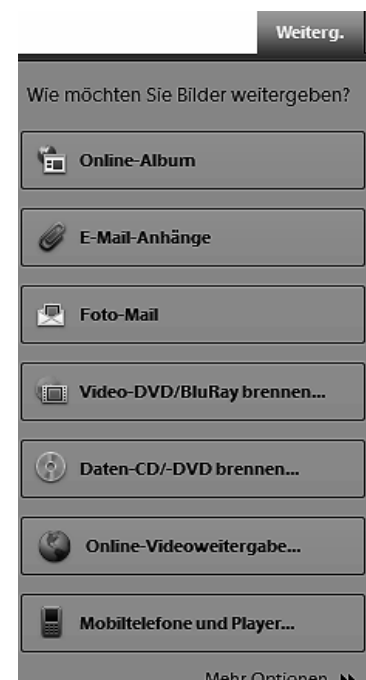 Weiterg.
Wie möchten Sie Bilder weitergeben?
Online-Album
E-Mail-Anhänge
Foto-Mail
Video-DVD/BluRay brennen...
Daten-CD/-DVD brennen...
Online-Videoweitergabe...
Mobiltelefone und Player...
Mehr Optionen